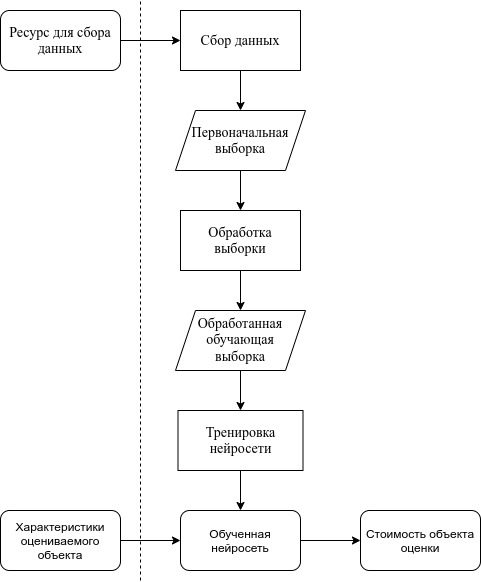 Ресурс для сбора
данных
Сбор данных
Первоначальная
выборка
Обработка
выборки
Обработанная
обучающая
выборка
Тренировка
нейросети
Характеристики
оцениваемого
объекта
Обученная
нейросеть
Стоимость объекта
оценки